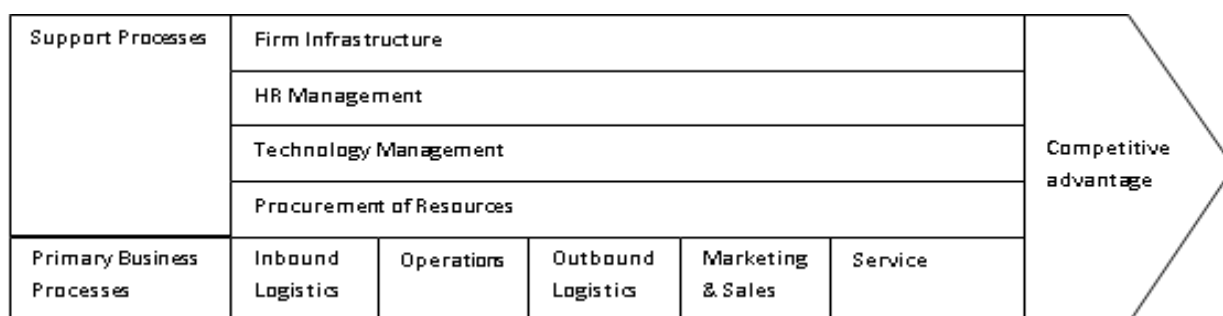 Support Processes
Firm Infrastructure
HR Management
Technology Management
Procurement of Resources
Competitive
advantage
Primary Business
Processes
Inbound
Logistics
Operations
Outbound
Logistics
Marketing
& Sales
Service